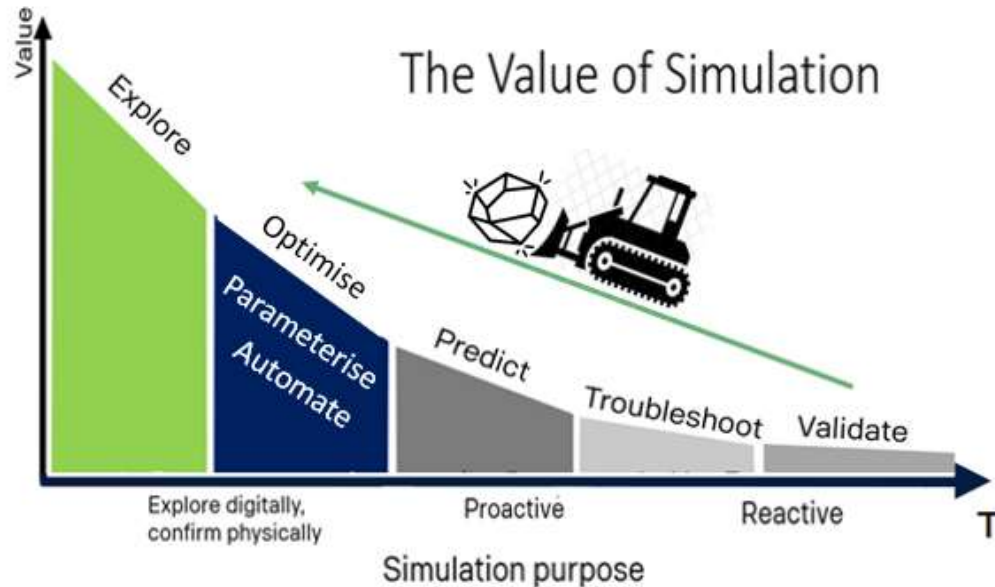 Value
The Value of Simulation
Explore
Optimise
Parameterise
Automate
Predict
Troubleshoot
Validate
Explore digitally,
confirm physically
Proactive
Reactive
T
Simulation purpose